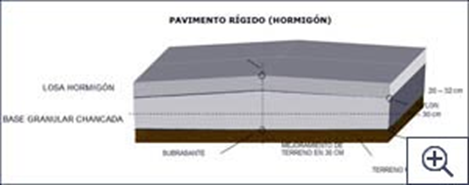 PAVIMENTO RÍGIDO (HORMIGÓN)
LOSA HORMIGÓN
20 – 32 cm
BASE GRANULAR CHANCADA
30 cm
SUBRASANTE
MEJORAMIENTO DE
TERRENO EN 30 CM
TERRENO